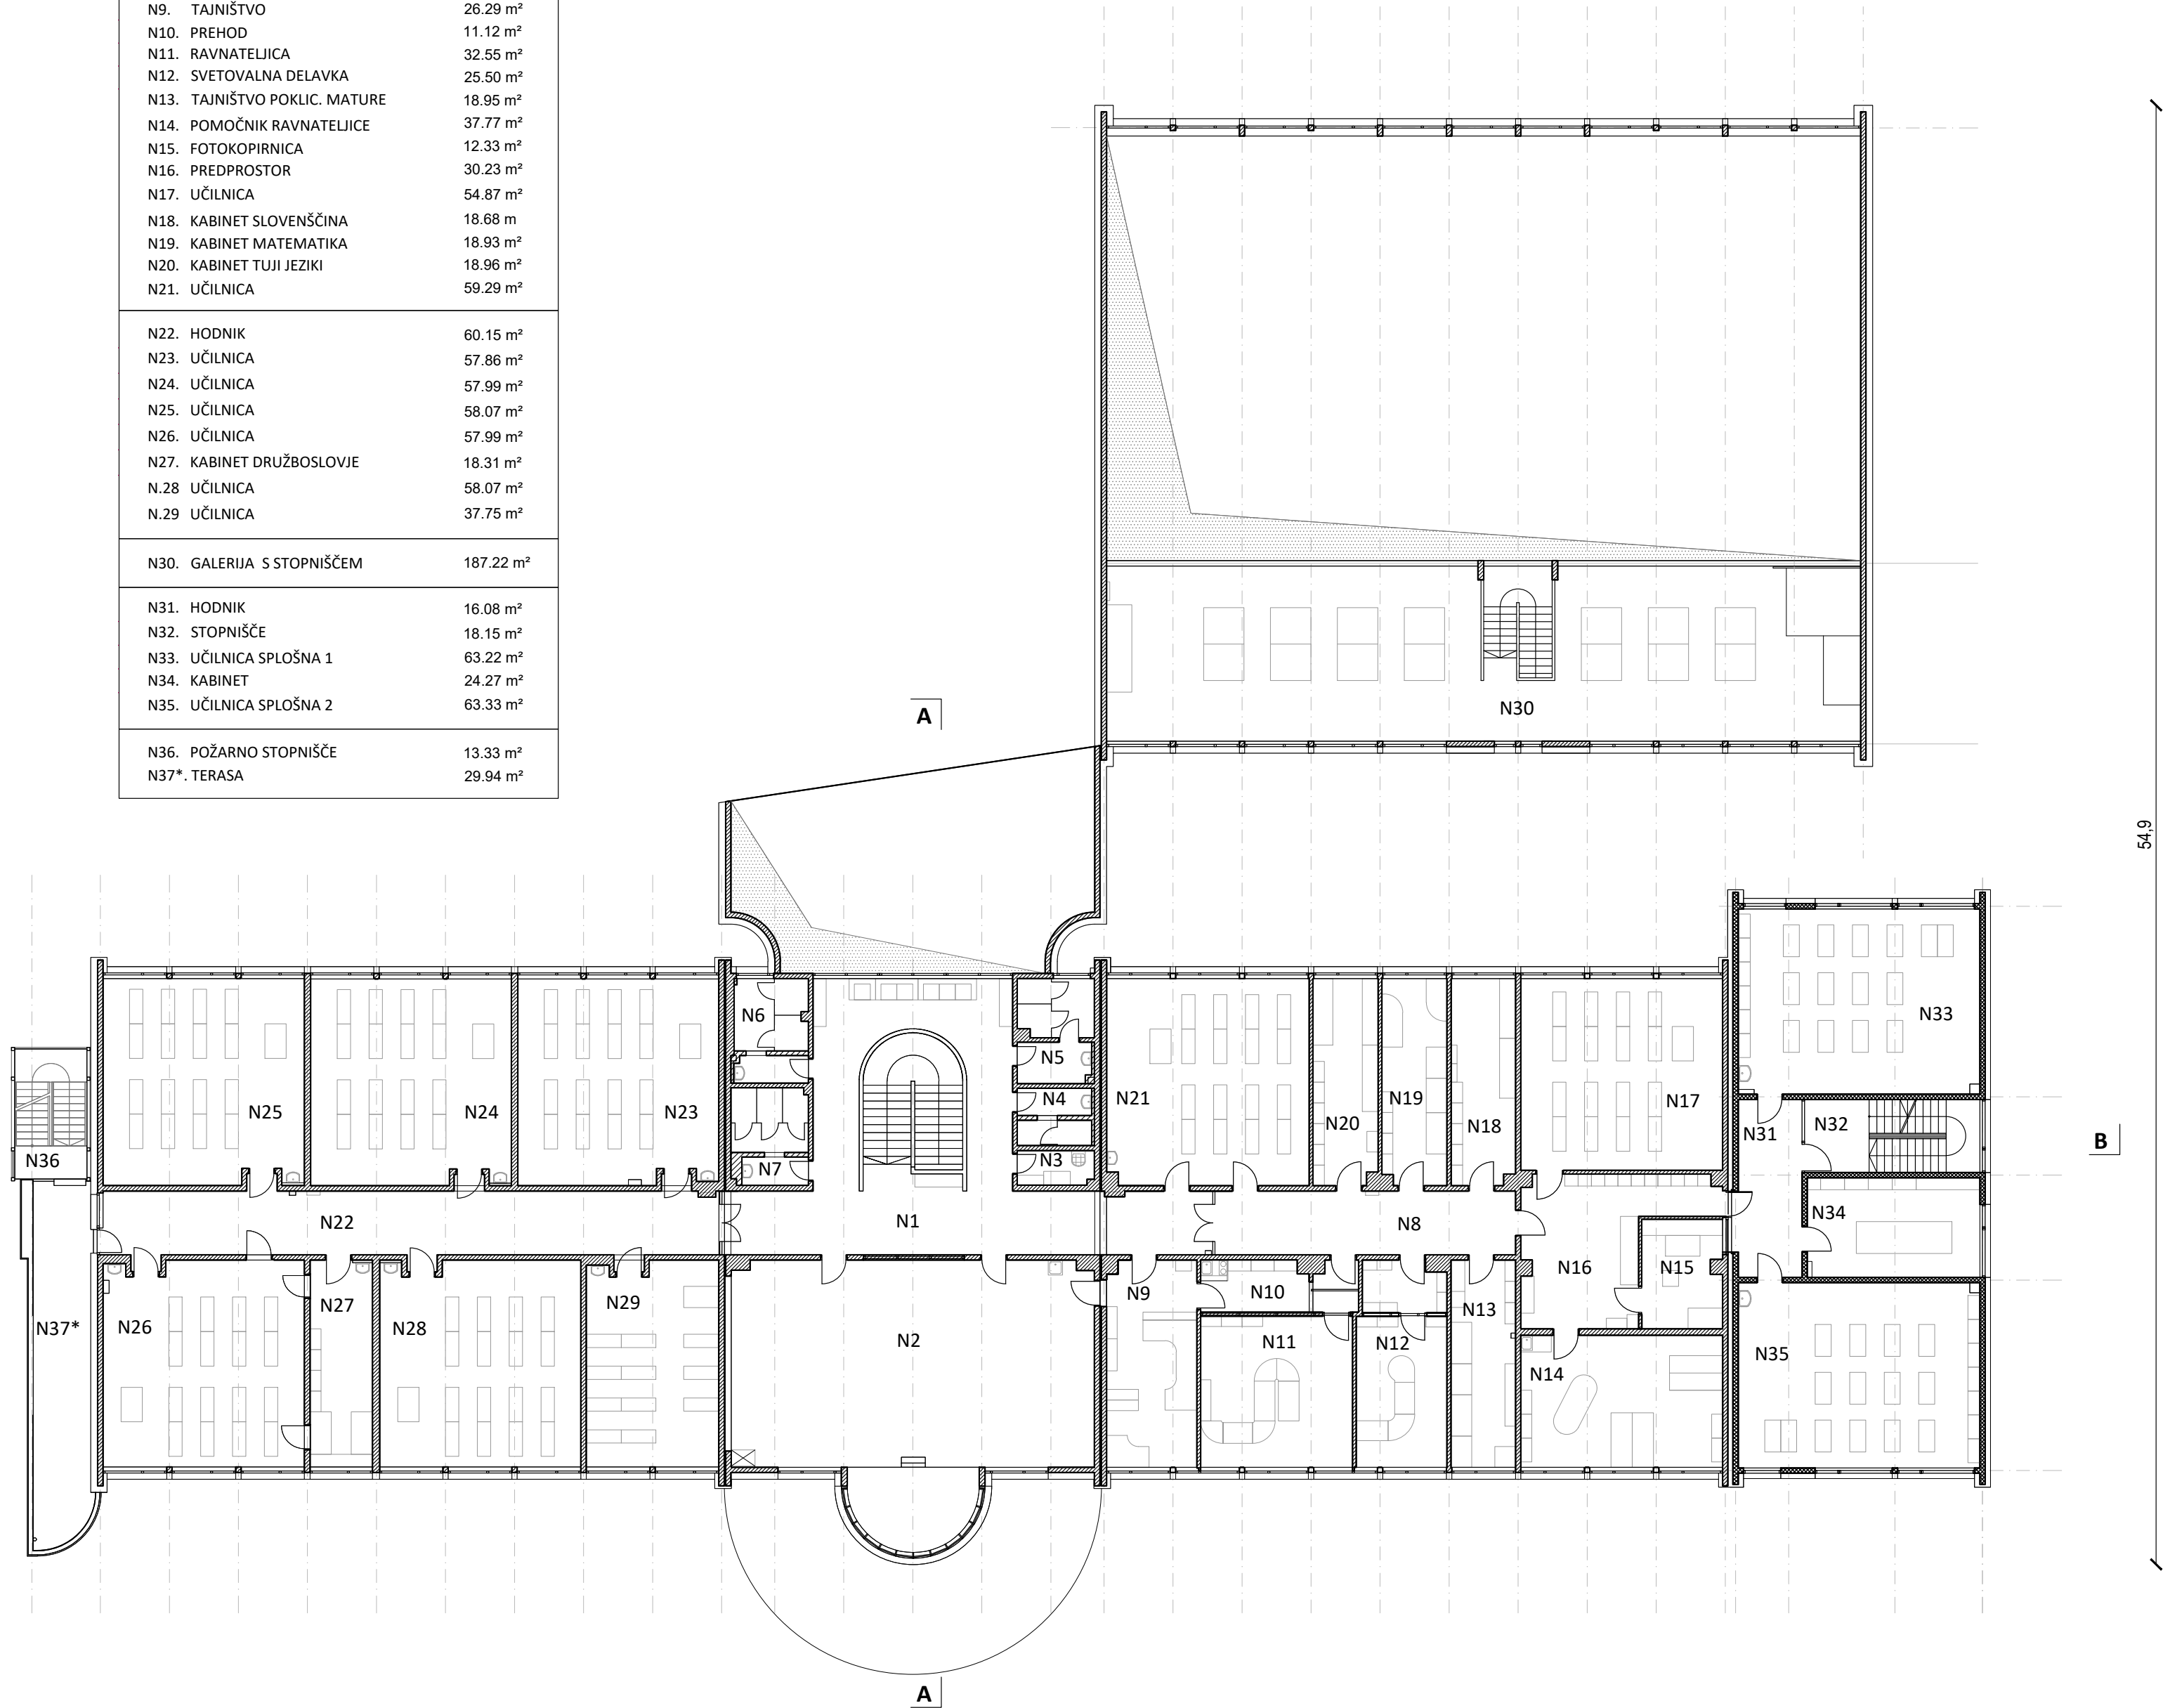 N9. TAJNIŠTVO 26.29 m²
N10. PREHOD 11.12 m²
N11. RAVNATELJICA 32.55 m²
N12. SVETOVALNA DELAVKA 25.50 m²
N13. TAJNIŠTVO POKLIC. MATURE 18.95 m²
N14. POMOČNIK RAVNATELJICE 37.77 m²
N15. FOTOKOPIRNICA 12.33 m²
N16. PREDPROSTOR 30.23 m²
N17. UČILNICA 54.87 m²
N18. KABINET SLOVENŠČINA 18.68 m
N19. KABINET MATEMATIKA 18.93 m²
N20. KABINET TUJI JEZIKI 18.96 m²
N21. UČILNICA 59.29 m²
N22. HODNIK 60.15 m²
N23. UČILNICA 57.86 m²
N24. UČILNICA 57.99 m²
N25. UČILNICA 58.07 m²
N26. UČILNICA 57.99 m²
N27. KABINET DRUŽBOSLOVJE 18.31 m²
N.28 UČILNICA 58.07 m²
N.29 UČILNICA 37.75 m²
N30. GALERIJA S STOPNIŠČEM 187.22 m²
N31. HODNIK 16.08 m²
N32. STOPNIŠČE 18.15 m²
N33. UČILNICA SPLOŠNA 1 63.22 m²
N34. KABINET 24.27 m²
N35. UČILNICA SPLOŠNA 2 63.33 m²
N36. POŽARNO STOPNIŠČE 13.33 m²
N37*. TERASA 29.94 m²
N30
A
54,9
N6
N33
N5
N25
N24
N23
N4
N21
N20
N19
N18
N17
N31
N32
B
N36
N7
N3
N22
N1
N8
N34
N16
N15
N27
N29
N10
N9
N13
N37*
N26
N28
N2
N11
N12
N14
N35
A